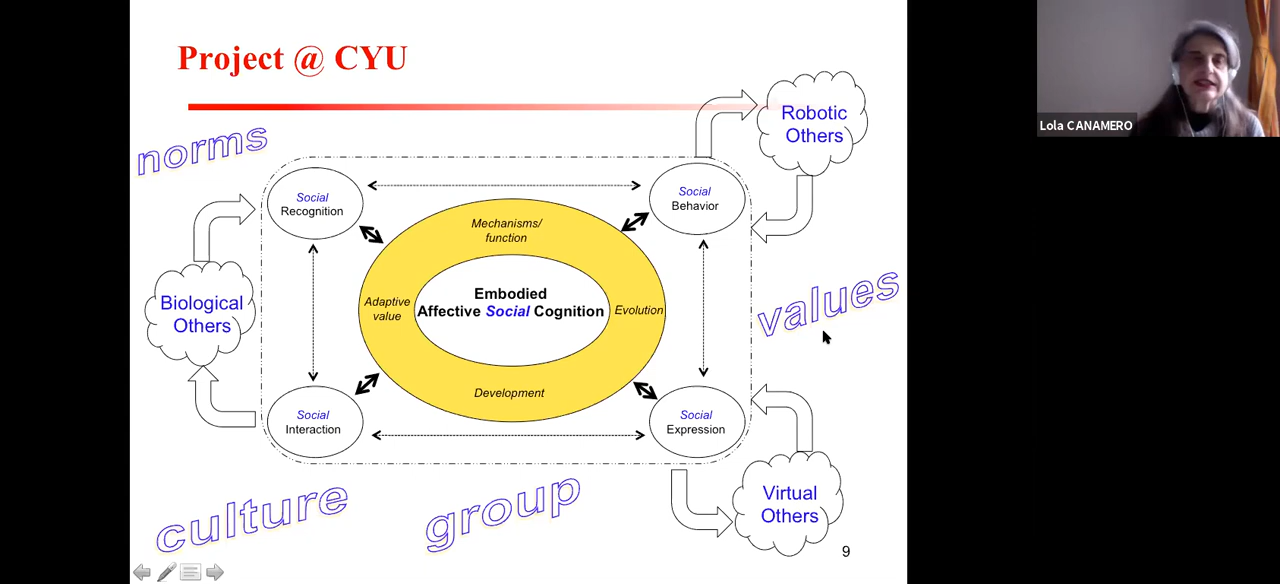 Project @ CYU
Lola CANAMERO
norms
Robotic
Others
Social
Recognition
Social
Behavior
Mechanisms/
function
Biological
Others
Adaptive
value
Embodied
Affective Social Cognition
Evolution
values
Development
Social
Interaction
Social
Expression
culture
group
Virtual
Others
9